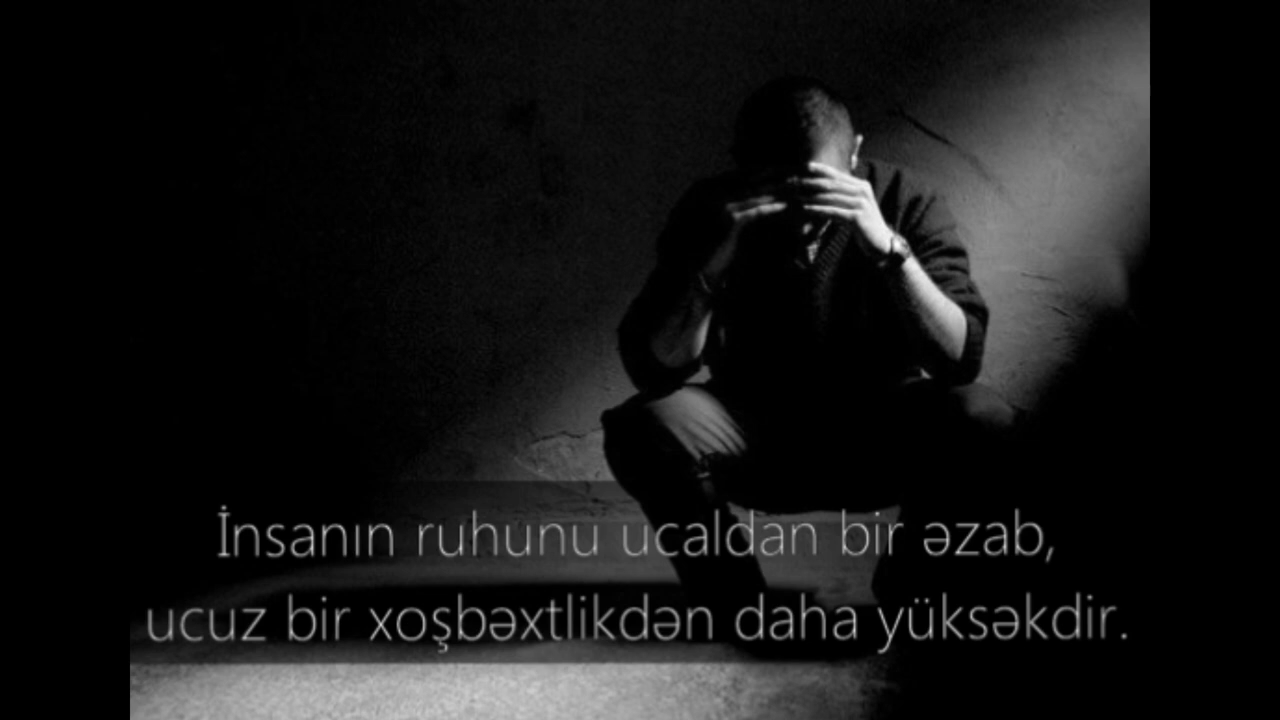 İnsanın ruhunu ucaldan bir əzab,
ucuz bir xoşbəxtlikdən daha yüksəkdir.